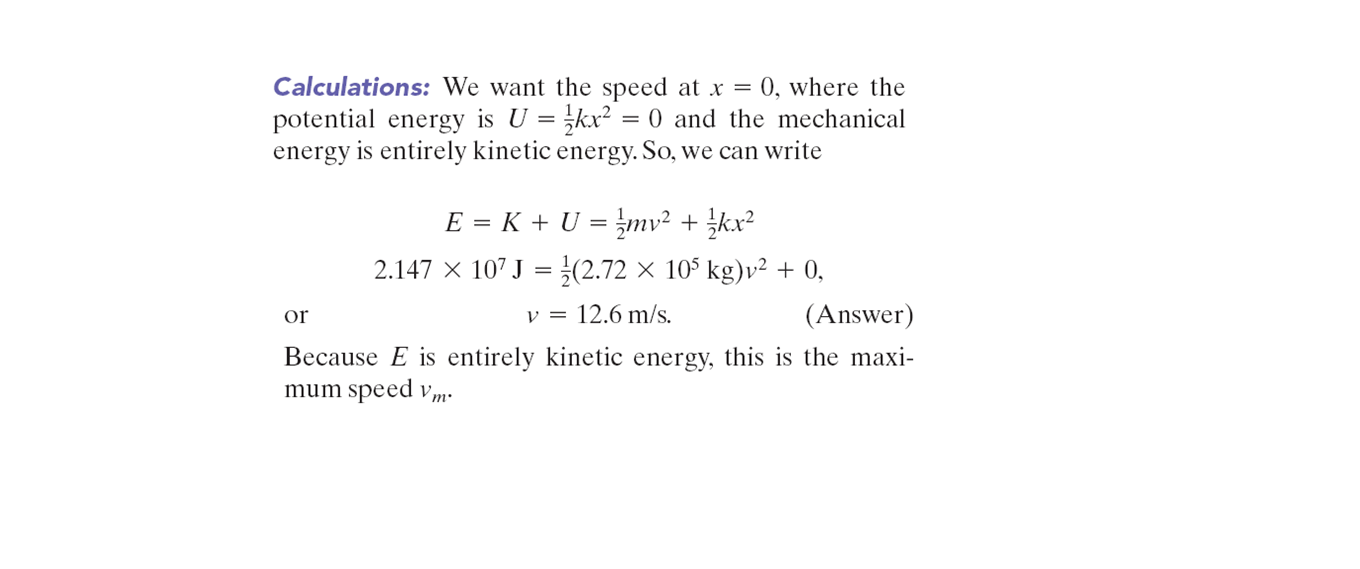 Calculations: We want the speed at x = 0, where the
potential energy is U = ½kx² = 0 and the mechanical
energy is entirely kinetic energy. So, we can write
E = K + U = ½mv² + ½kx²
2.147 × 10⁷ J = ½(2.72 × 10⁵ kg)v² + 0,
or v = 12.6 m/s. (Answer)
Because E is entirely kinetic energy, this is the maxi-
mum speed vₘ.